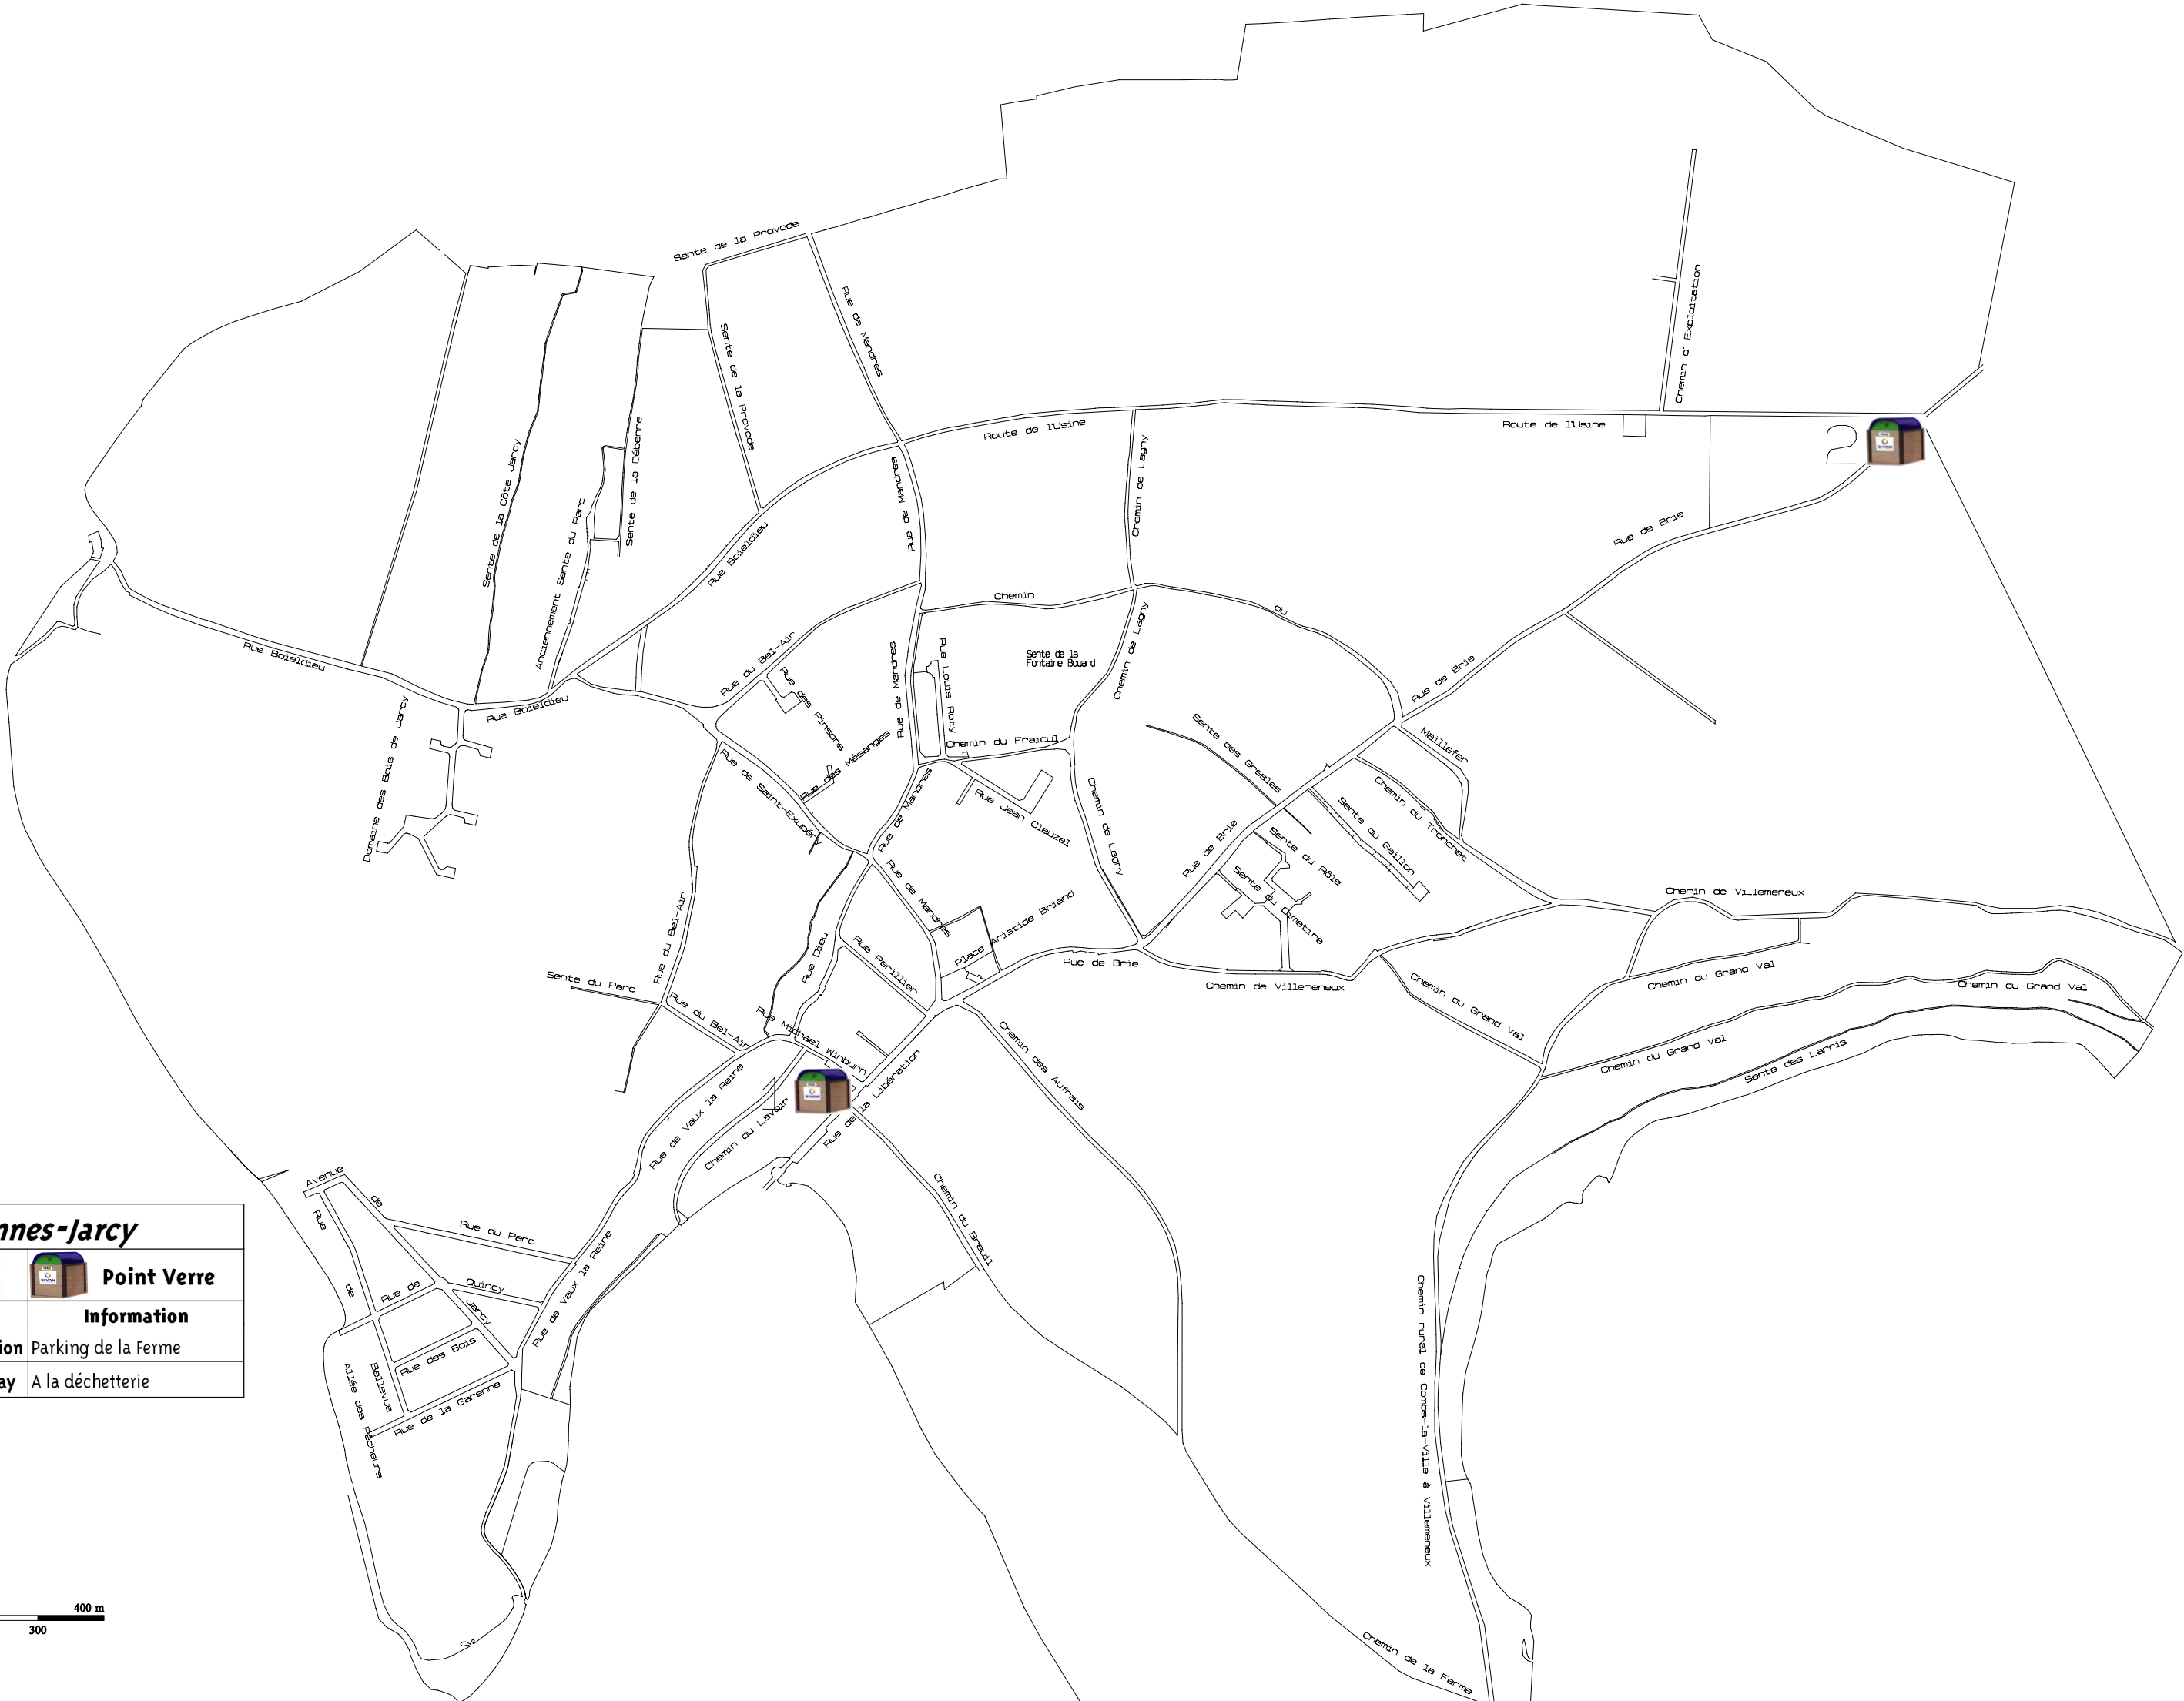 Sente de la Provode
Rue de Mandres
Sente de la Provode
Chemin d' Exploitation
Route de l'Usine
Route de l'Usine
2
Chemin de Lagny
Rue de Mandres
Sente de la Débenne
Sente de la Côte Jarcy
Anciennement Sente du Parc
Rue Boieldieu
Rue de Brie
Chemin
du
Rue Boieldieu
Rue Boieldieu
Domaine des Bois de Jarcy
Rue du Bel-Air
Rue des Pinsons
Rue des Mésanges
Rue de Mandres
Rue Louis Roty
Sente de la
Fontaine Bouard
Chemin de Lagny
Rue de Brie
Maillefer
Chemin du Fraicul
Sente des Gresles
Rue de Saint-Exupéry
Rue de Mandres
Rue Jean Clauzel
Chemin de Lagny
Chemin du Tronchet
Sente du Gaillon
Rue de Brie
Sente du Rôle
Sente du Cimetire
Rue de Mandres
Place Aristide Briand
Chemin de Villemeneux
Rue du Bel-Air
Rue Dieu
Rue Perillier
Rue de Brie
Chemin de Villemeneux
Sente du Parc
Rue du Bel-Air
Rue Michael Winburn
Chemin du Grand Val
Chemin du Grand Val
Chemin du Grand Val
Chemin du Grand Val
Sente des Larris
Chemin des Aufrais
1
Rue de la Libération
Rue de Vaux la Reine
Chemin du Lavoir
Chemin du Breuil
Avenue
de
Quincy
Rue du Parc
Rue
de
Bellevue
Rue de
Jarcy
Rue de Vaux la Reine
Rue des Bois
Rue de la Garenne
Allée des Pêcheurs
Chemin rural de Combs-la-Ville à Villemeneux
Chemin de la Ferme
nnes-Jarcy
Point Verre
Information
ion Parking de la Ferme
ay A la déchetterie
400 m
300